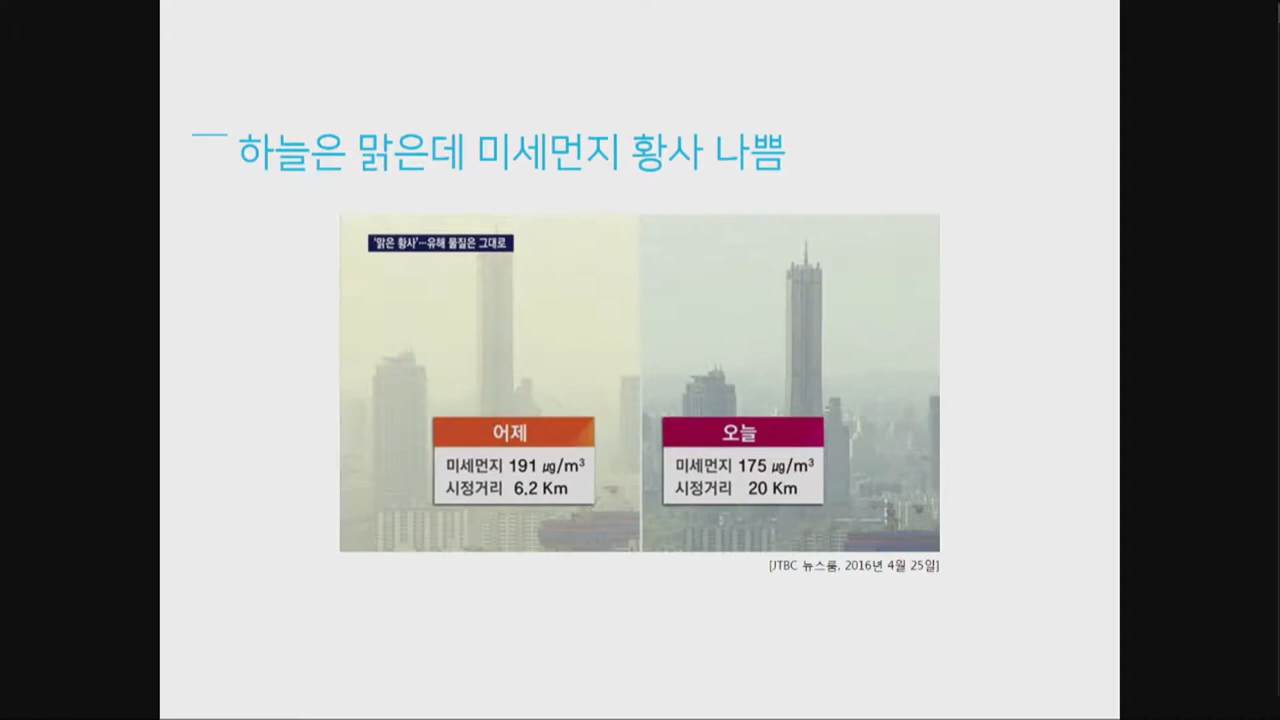 하늘은 맑은데 미세먼지 황사 나쁨
'맑은 황사'…유해 물질은 그대로
어제
미세먼지 191 ㎍/m³
시정거리 6.2 Km
오늘
미세먼지 175 ㎍/m³
시정거리 20 Km
[JTBC 뉴스룸, 2016년 4월 25일]